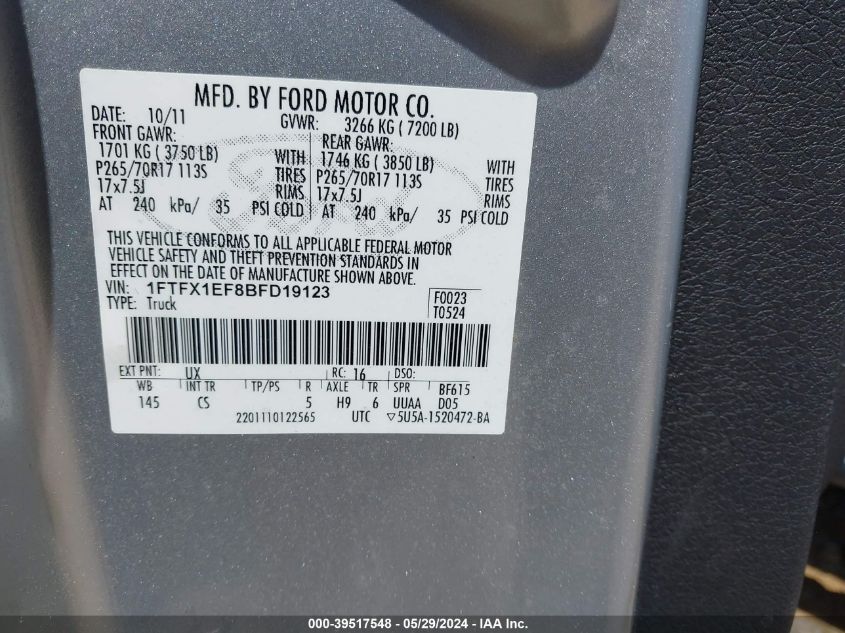 MFD. BY FORD MOTOR CO.
DATE: 10/11 GVWR: 3266 KG ( 7200 LB)
FRONT GAWR: REAR GAWR:
1701 KG ( 3750 LB) WITH 1746 KG ( 3850 LB) WITH
P265/70R17 113S TIRES P265/70R17 113S TIRES
17x7.5J RIMS 17x7.5J RIMS
AT 240 kPa/ 35 PSI COLD AT 240 kPa/ 35 PSI COLD
THIS VEHICLE CONFORMS TO ALL APPLICABLE FEDERAL MOTOR
VEHICLE SAFETY AND THEFT PREVENTION STANDARDS IN
EFFECT ON THE DATE OF MANUFACTURE SHOWN ABOVE.
VIN: 1FTFX1EF8BFD19123 F0023
TYPE: Truck T0524
EXT PNT: UX RC: 16 DSO:
WB INT TR TP/PS R AXLE TR SPR BF615
145 CS 5 H9 6 UUAA D05
2201110122565 UTC ▽5U5A-1520472-BA
000-39517548 - 05/29/2024 - IAA Inc.